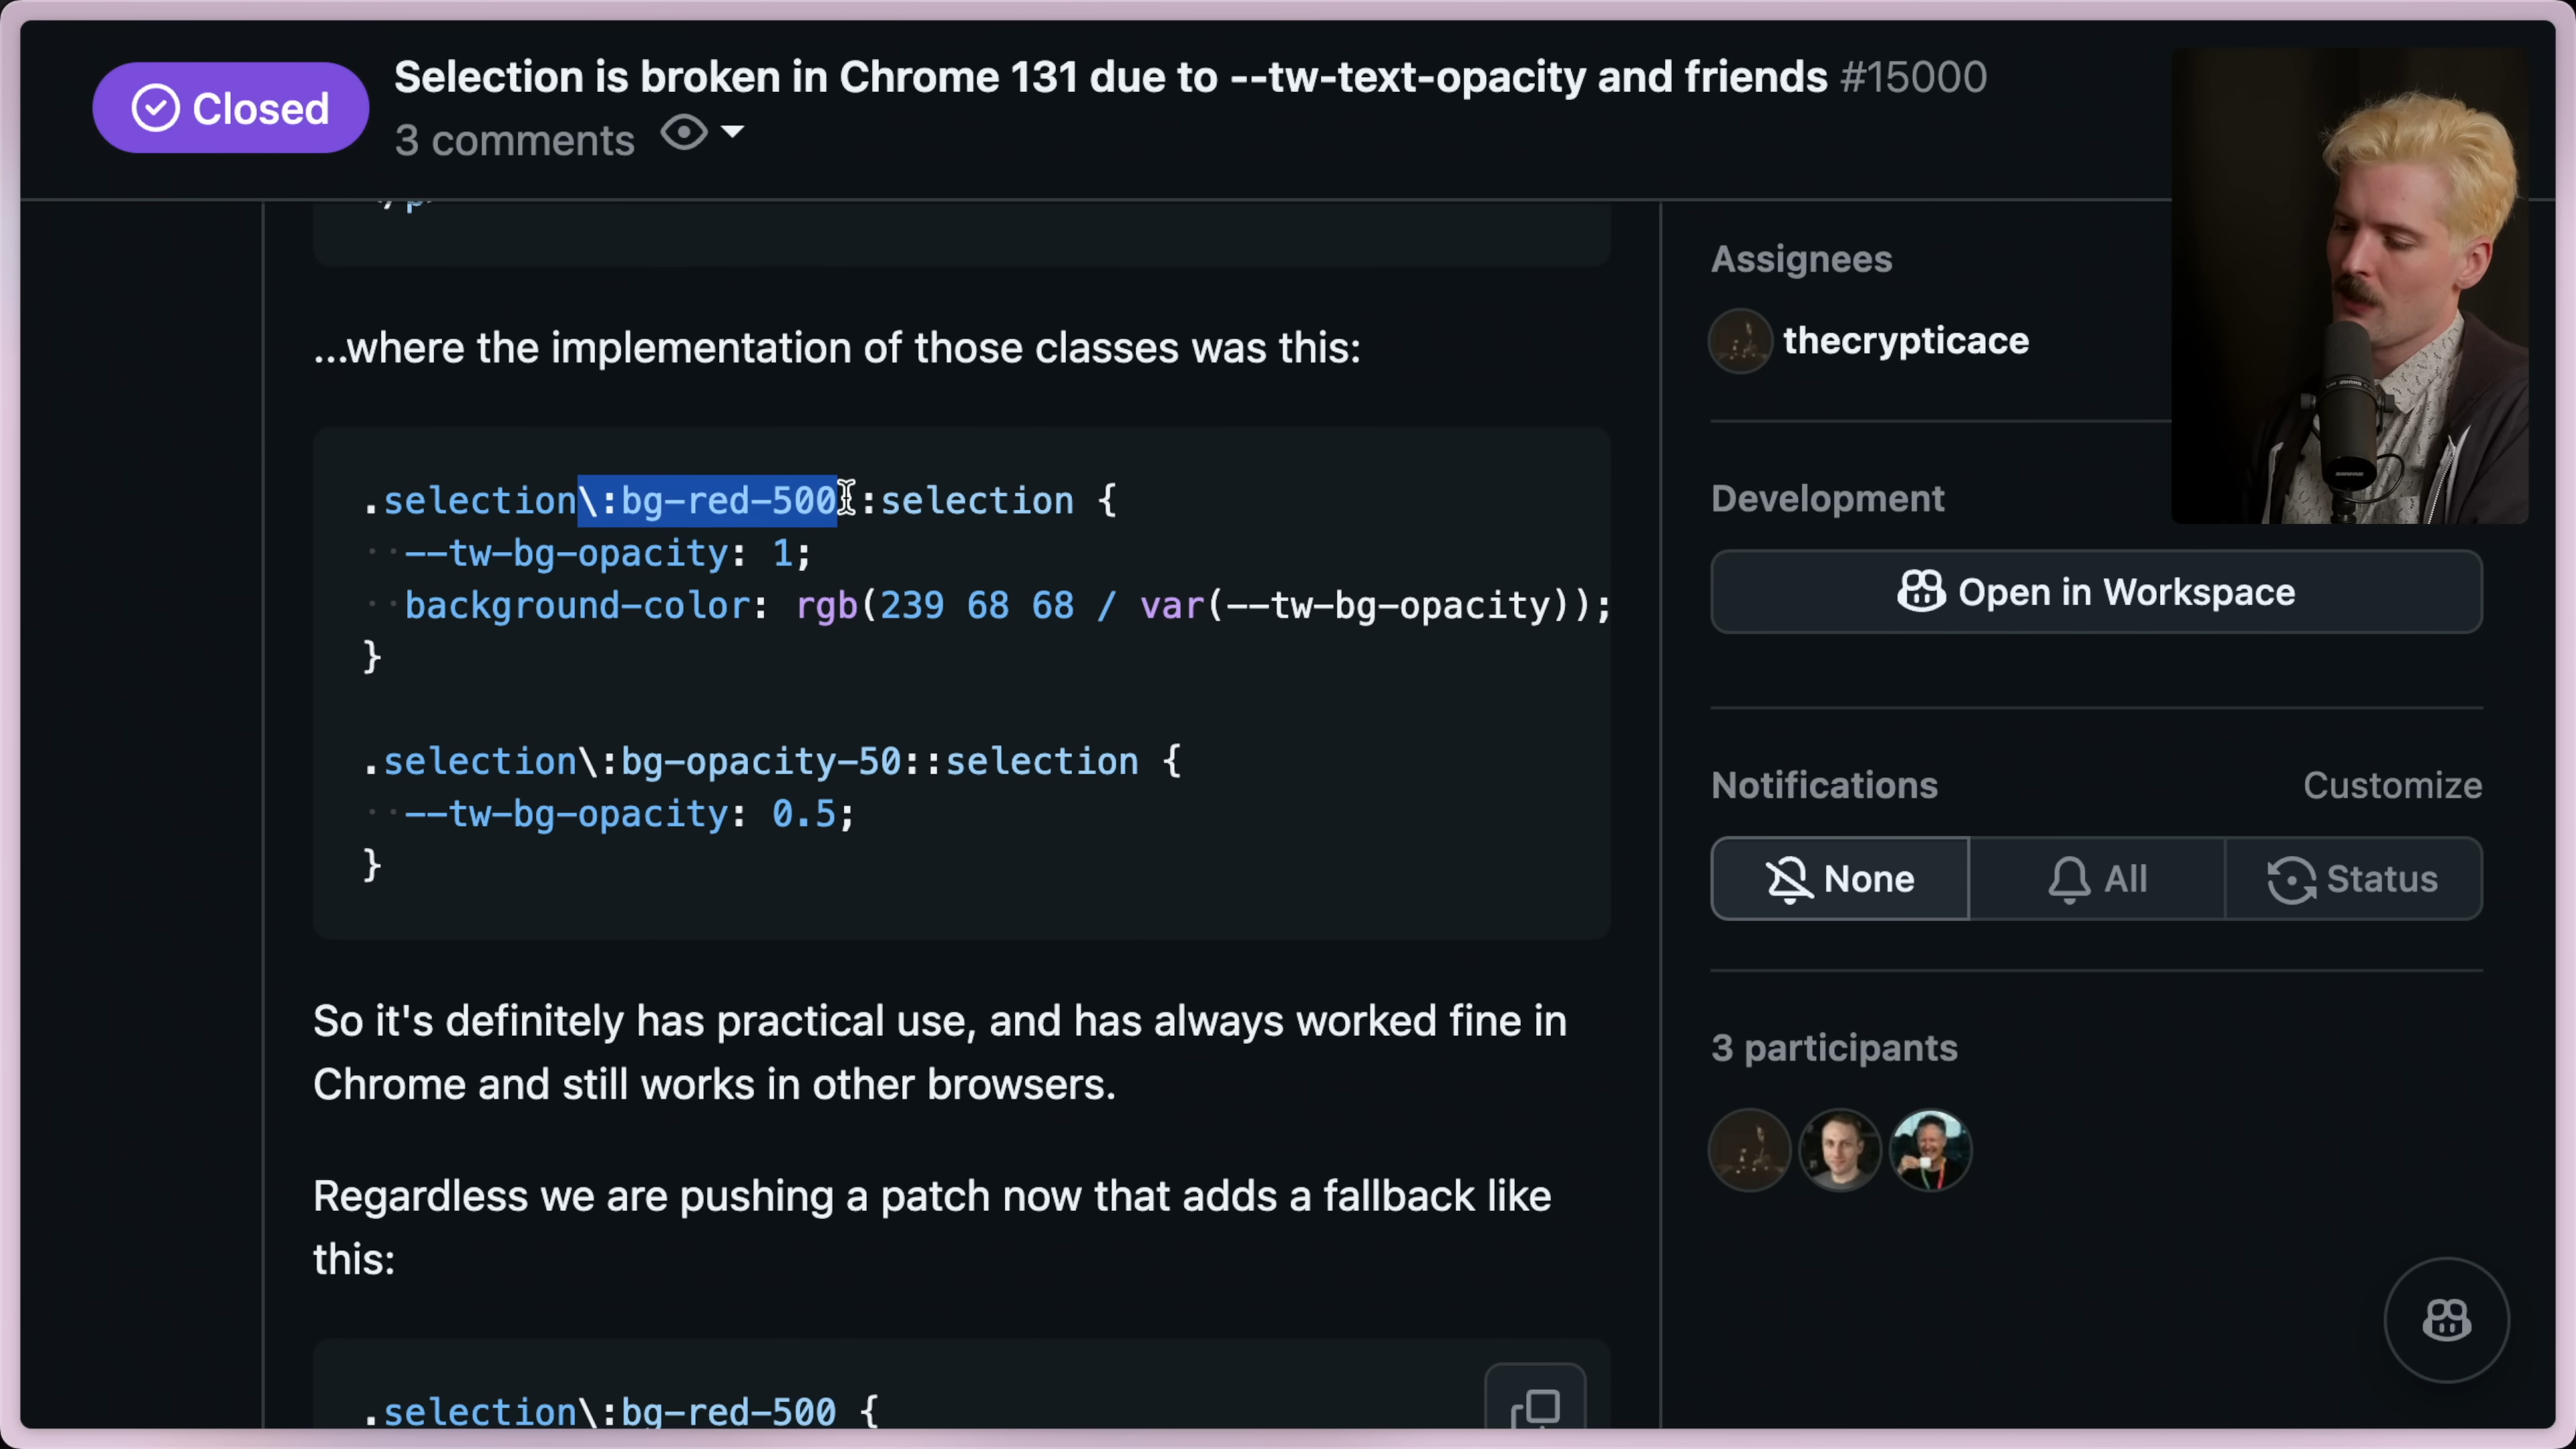 Closed
Selection is broken in Chrome 131 due to --tw-text-opacity and friends #15000
3 comments
…where the implementation of those classes was this:
.selection\:bg-red-500::selection {
--tw-bg-opacity: 1;
background-color: rgb(239 68 68 / var(--tw-bg-opacity));
}
.selection\:bg-opacity-50::selection {
--tw-bg-opacity: 0.5;
}
So it's definitely has practical use, and has always worked fine in
Chrome and still works in other browsers.
Regardless we are pushing a patch now that adds a fallback like
this:
.selection\:bg-red-500 {
Assignees
thecrypticace
Development
Open in Workspace
Notifications
Customize
None
All
Status
3 participants